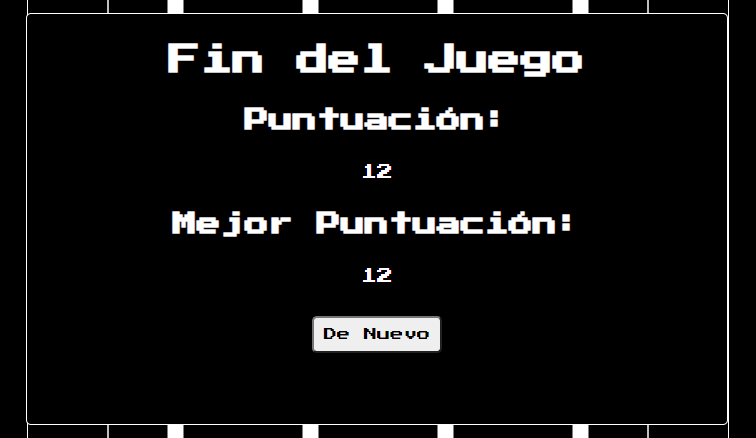 Fin del Juego
Puntuación:
12
Mejor Puntuación:
12
De Nuevo